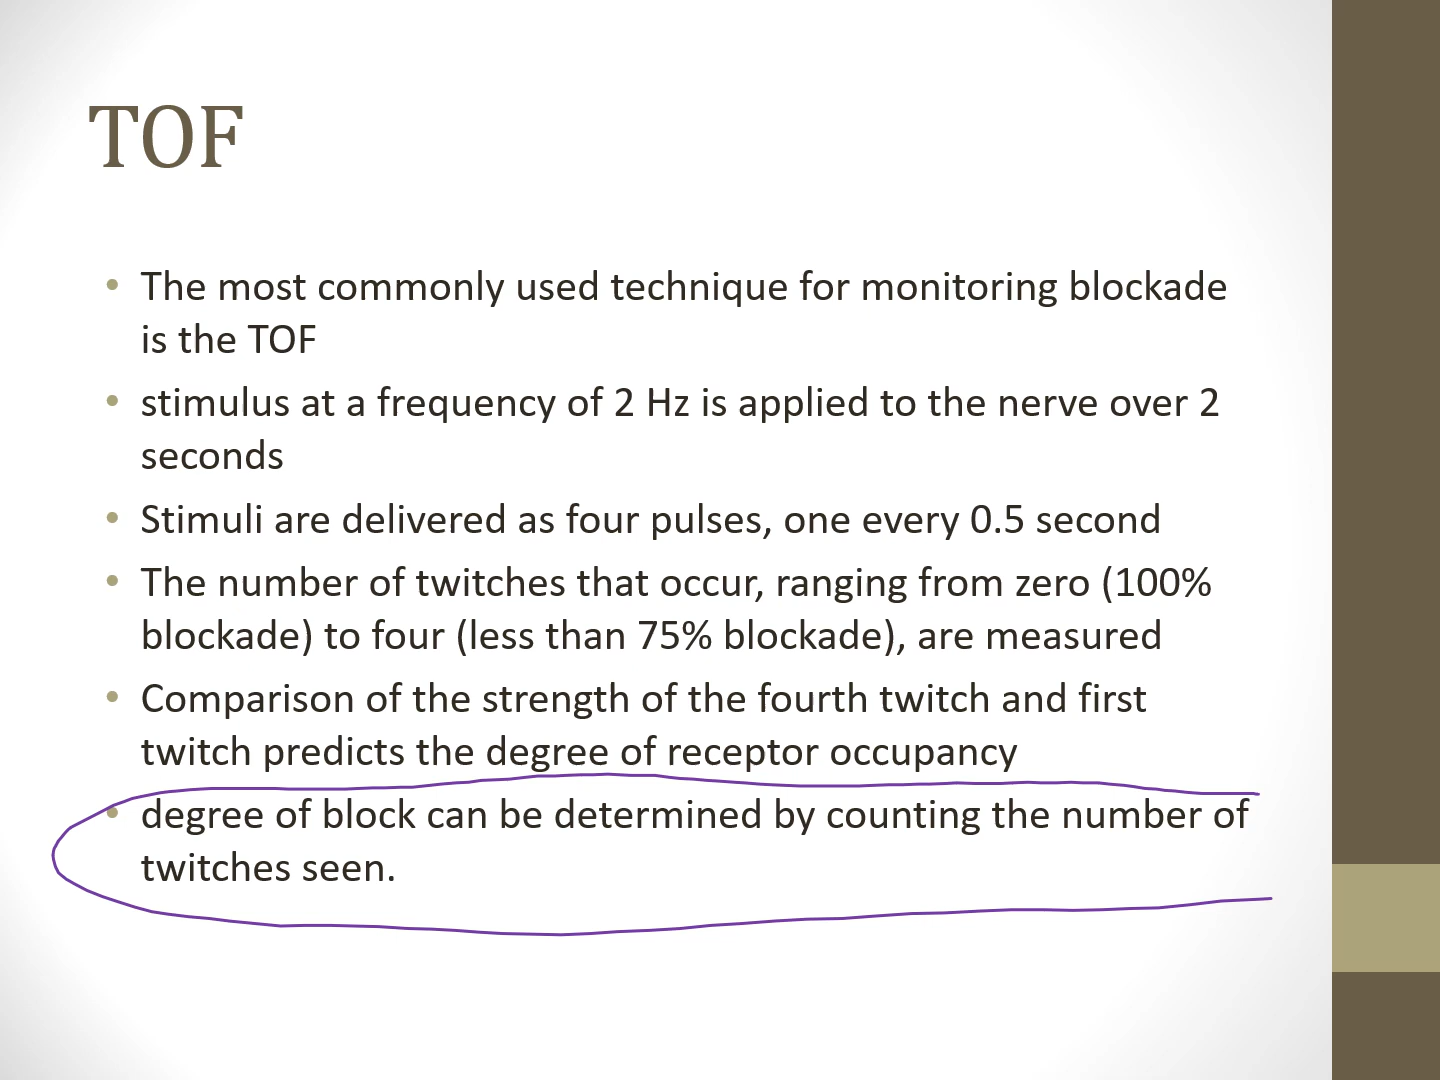 TOF
• The most commonly used technique for monitoring blockade
is the TOF
• stimulus at a frequency of 2 Hz is applied to the nerve over 2
seconds
• Stimuli are delivered as four pulses, one every 0.5 second
• The number of twitches that occur, ranging from zero (100%
blockade) to four (less than 75% blockade), are measured
• Comparison of the strength of the fourth twitch and first
twitch predicts the degree of receptor occupancy
• degree of block can be determined by counting the number of
twitches seen.